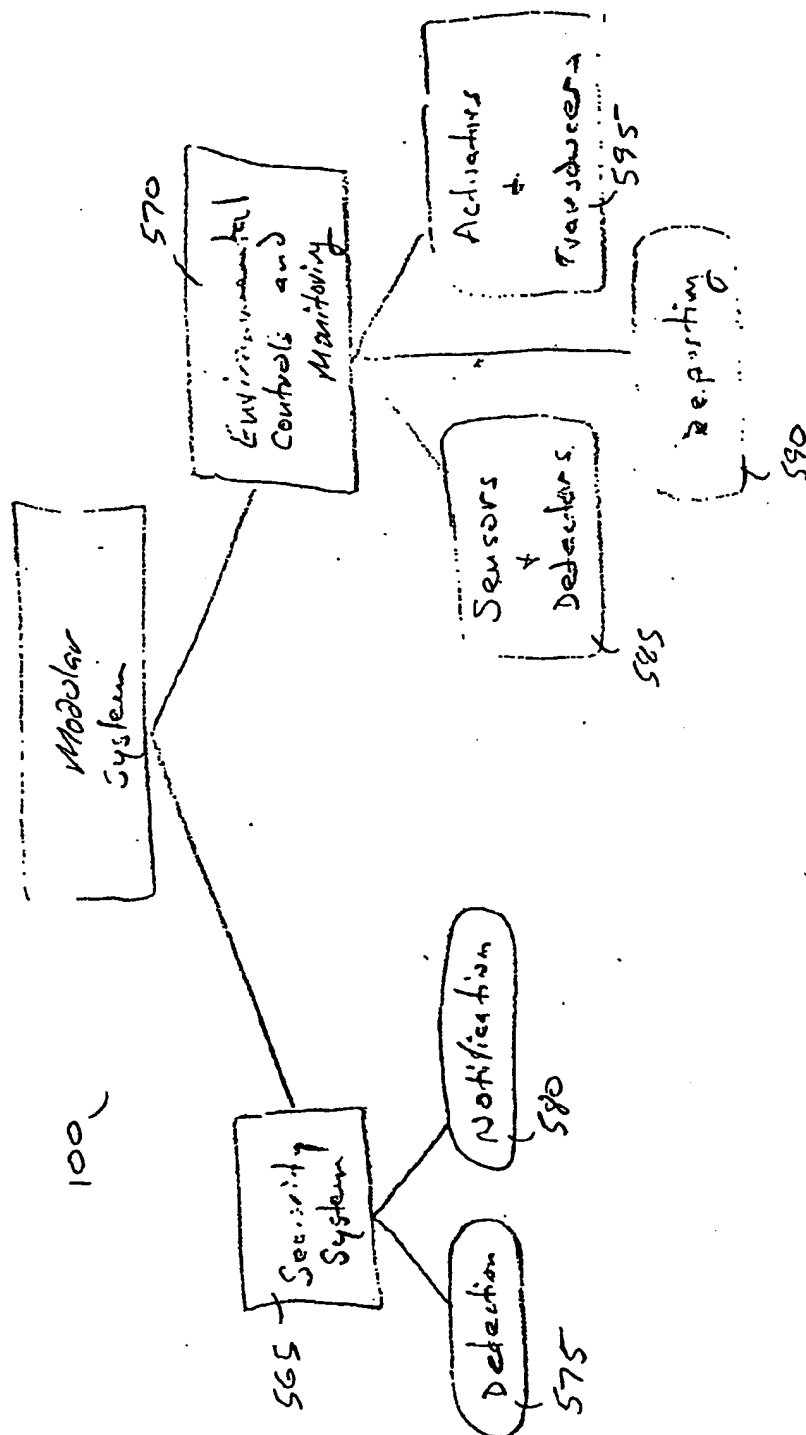 100
Modular
System
565
Security
System
570
Environmental
Controls and
Monitoring
Detection
575
Notification
580
Sensors
+
Detectors
585
Reporting
590
Actuators
+
Transducers
595